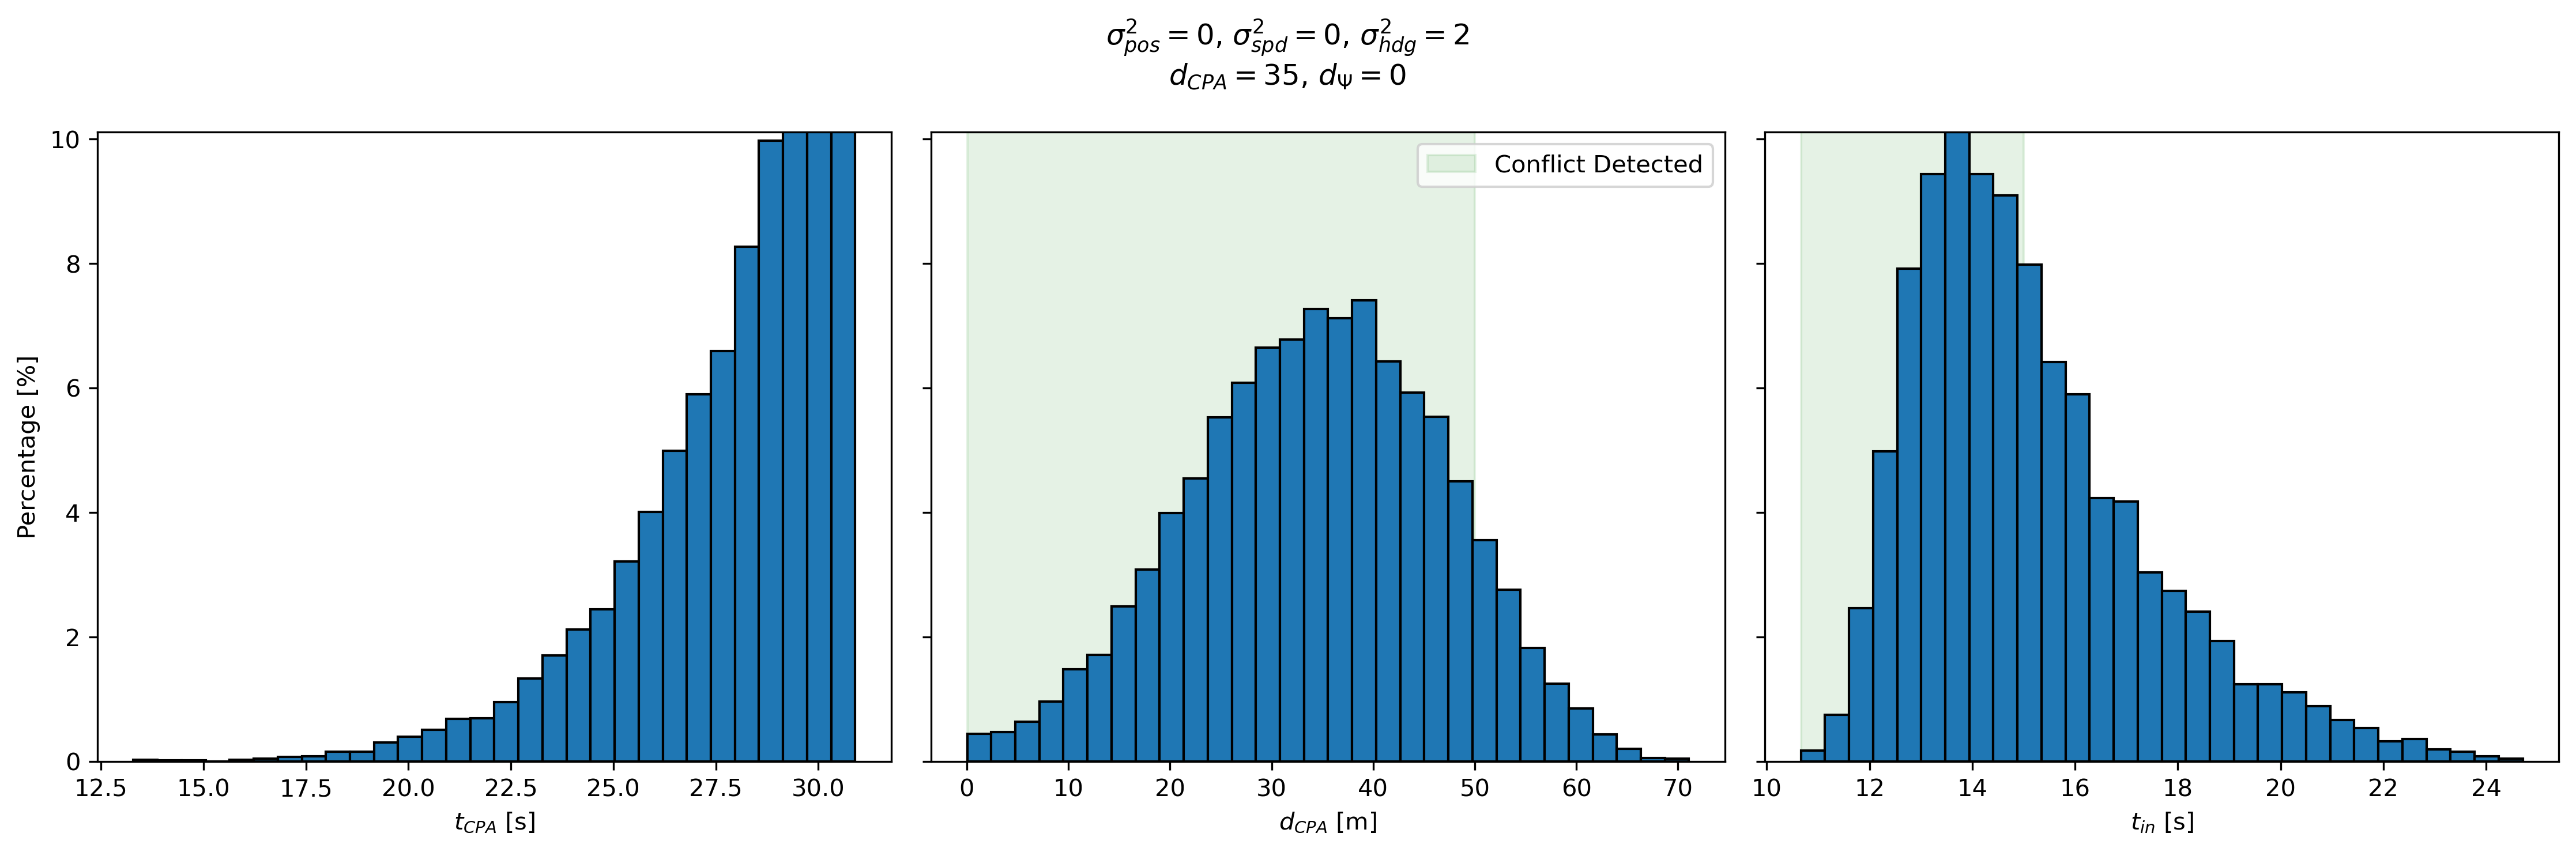 σ²pos = 0, σ²spd = 0, σ²hdg = 2
dCPA = 35, dΨ = 0
Percentage [%]
10
8
6
4
2
0
12.5 15.0 17.5 20.0 22.5 25.0 27.5 30.0
tCPA [s]
Conflict Detected
0 10 20 30 40 50 60 70
dCPA [m]
10 12 14 16 18 20 22 24
tin [s]